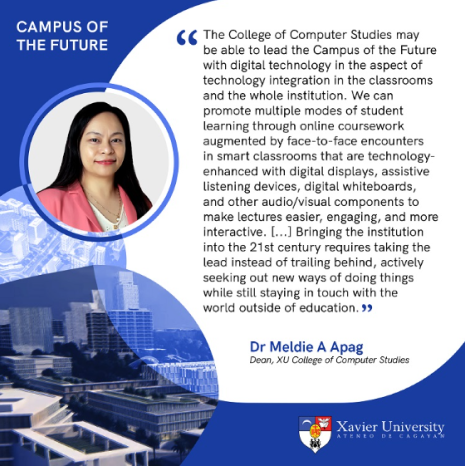 CAMPUS OF
THE FUTURE
“ The College of Computer Studies may
be able to lead the Campus of the Future
with digital technology in the aspect of
technology integration in the classrooms
and the whole institution. We can
promote multiple modes of student
learning through online coursework
augmented by face-to-face encounters
in smart classrooms that are technology-
enhanced with digital displays, assistive
listening devices, digital whiteboards,
and other audio/visual components to
make lectures easier, engaging, and more
interactive. [...] Bringing the institution
into the 21st century requires taking the
lead instead of trailing behind, actively
seeking out new ways of doing things
while still staying in touch with the
world outside of education. ”
Dr Meldie A Apag
Dean, XU College of Computer Studies
Xavier University
ATENEO DE CAGAYAN